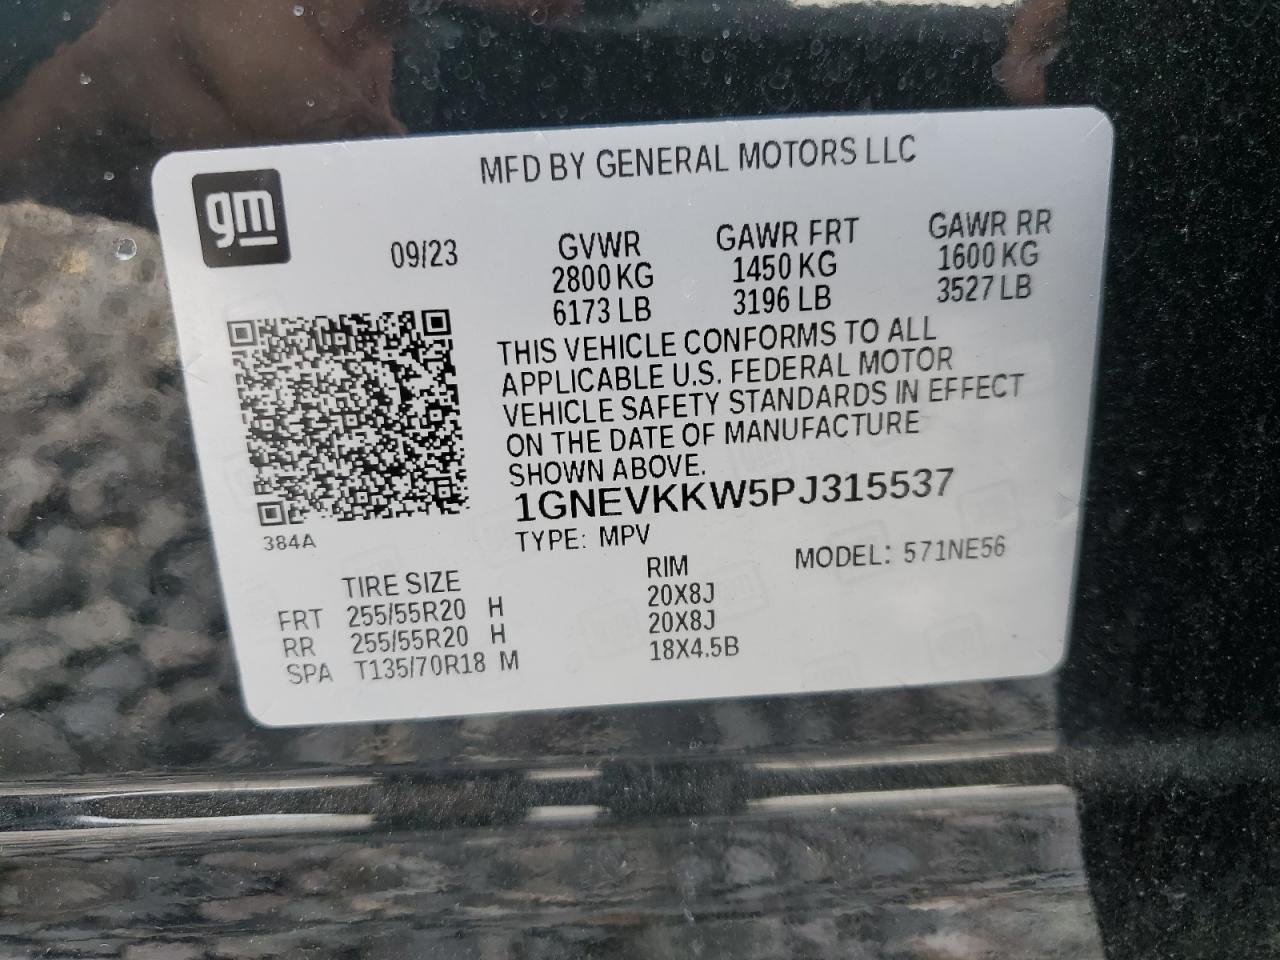 MFD BY GENERAL MOTORS LLC
gm
09/23
GVWR GAWR FRT GAWR RR
2800 KG 1450 KG 1600 KG
6173 LB 3196 LB 3527 LB
THIS VEHICLE CONFORMS TO ALL
APPLICABLE U.S. FEDERAL MOTOR
VEHICLE SAFETY STANDARDS IN EFFECT
ON THE DATE OF MANUFACTURE
SHOWN ABOVE.
1GNEVKKW5PJ315537
384A
TYPE: MPV
MODEL: 571NE56
TIRE SIZE RIM
FRT 255/55R20 H 20X8J
RR 255/55R20 H 20X8J
SPA T135/70R18 M 18X4.5B